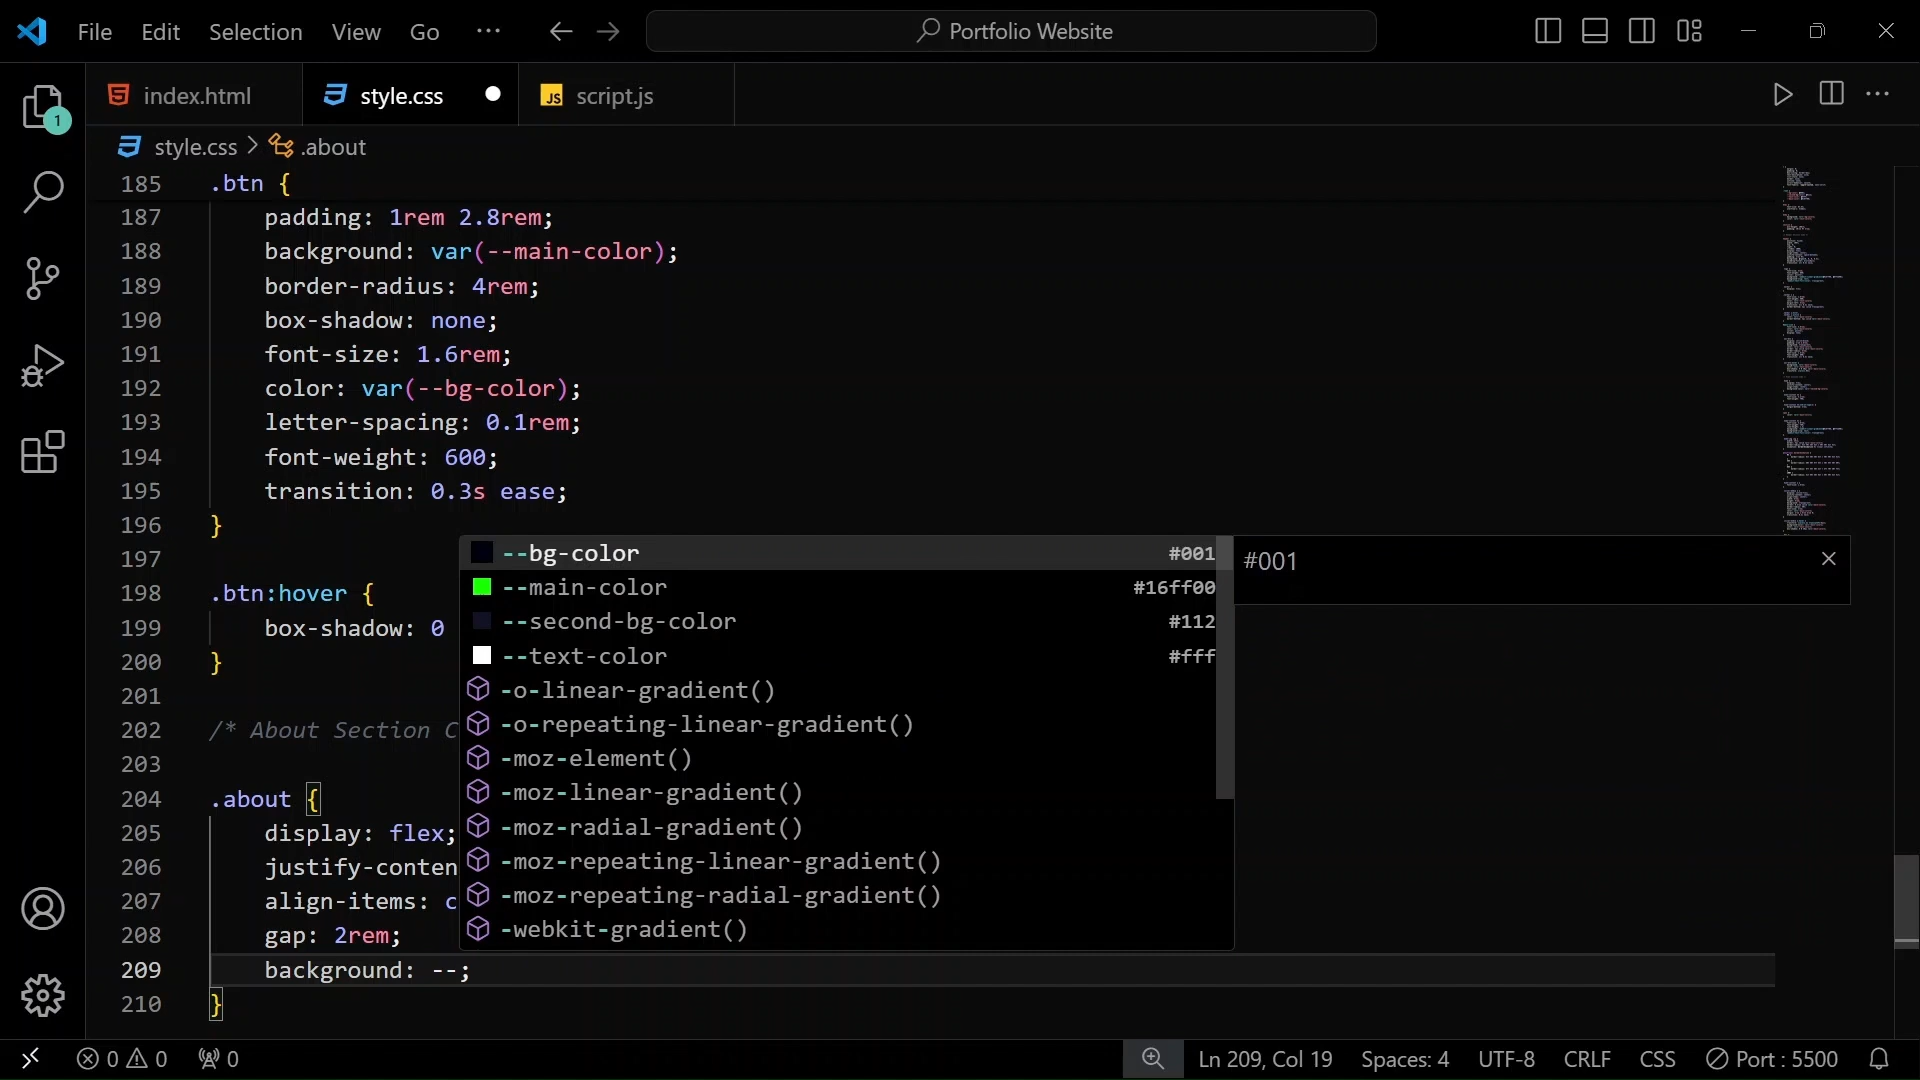 File Edit Selection View Go ··· Portfolio Website
index.html style.css JS script.js
1
style.css > .about
185 .btn {
187 padding: 1rem 2.8rem;
188 background: var(--main-color);
189 border-radius: 4rem;
190 box-shadow: none;
191 font-size: 1.6rem;
192 color: var(--bg-color);
193 letter-spacing: 0.1rem;
194 font-weight: 600;
195 transition: 0.3s ease;
196 }
197
198 .btn:hover {
199 box-shadow: 0
200 }
201
202 /* About Section C
203
204 .about {
205 display: flex;
206 justify-conten
207 align-items: c
208 gap: 2rem;
209 background: --;
210 }
--bg-color #001
--main-color #16ff00
--second-bg-color #112
--text-color #fff
-o-linear-gradient()
-o-repeating-linear-gradient()
-moz-element()
-moz-linear-gradient()
-moz-radial-gradient()
-moz-repeating-linear-gradient()
-moz-repeating-radial-gradient()
-webkit-gradient()
#001
0 0 0 Ln 209, Col 19 Spaces: 4 UTF-8 CRLF CSS Port : 5500